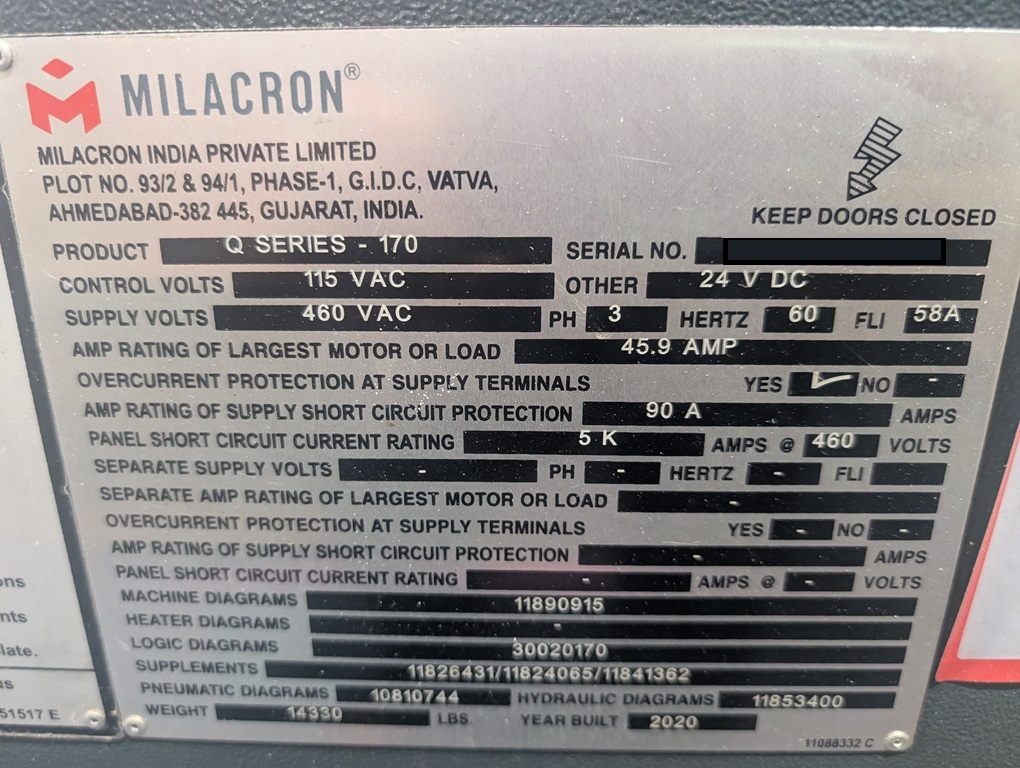 MILACRON®
MILACRON INDIA PRIVATE LIMITED
PLOT NO. 93/2 & 94/1, PHASE-1, G.I.D.C, VATVA,
AHMEDABAD-382 445, GUJARAT, INDIA.
KEEP DOORS CLOSED
PRODUCT Q SERIES - 170 SERIAL NO.
CONTROL VOLTS 115 VAC OTHER 24 V DC
SUPPLY VOLTS 460 VAC PH 3 HERTZ 60 FLI 58A
AMP RATING OF LARGEST MOTOR OR LOAD 45.9 AMP
OVERCURRENT PROTECTION AT SUPPLY TERMINALS YES ✓ NO -
AMP RATING OF SUPPLY SHORT CIRCUIT PROTECTION 90 A AMPS
PANEL SHORT CIRCUIT CURRENT RATING 5 K AMPS @ 460 VOLTS
SEPARATE SUPPLY VOLTS - PH - HERTZ - FLI -
SEPARATE AMP RATING OF LARGEST MOTOR OR LOAD -
OVERCURRENT PROTECTION AT SUPPLY TERMINALS YES - NO -
AMP RATING OF SUPPLY SHORT CIRCUIT PROTECTION - AMPS
PANEL SHORT CIRCUIT CURRENT RATING - AMPS @ - VOLTS
MACHINE DIAGRAMS 11890915
HEATER DIAGRAMS -
LOGIC DIAGRAMS 30020170
SUPPLEMENTS 11826431/11824065/11841362
PNEUMATIC DIAGRAMS 10810744 HYDRAULIC DIAGRAMS 11853400
WEIGHT 14330 LBS. YEAR BUILT 2020
11088332 C
ons
nts
late.
us
51517 E